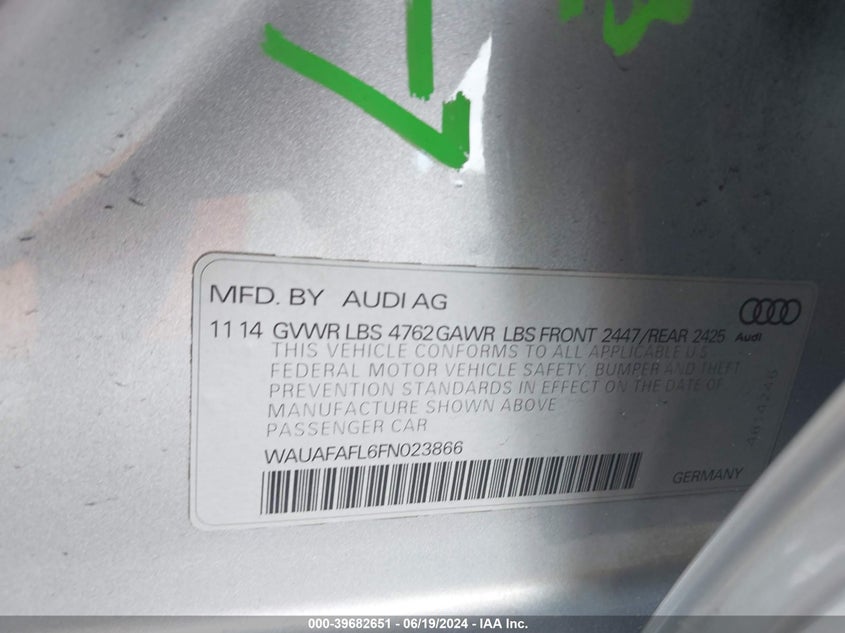 MFD. BY AUDI AG
11 14 GVWR LBS 4762 GAWR LBS FRONT 2447/REAR 2425
Audi
THIS VEHICLE CONFORMS TO ALL APPLICABLE U.S.
FEDERAL MOTOR VEHICLE SAFETY, BUMPER AND THEFT
PREVENTION STANDARDS IN EFFECT ON THE DATE OF
MANUFACTURE SHOWN ABOVE
PASSENGER CAR
4614246
WAUAFAFL6FN023866
GERMANY
000-39682651 - 06/19/2024 - IAA Inc.